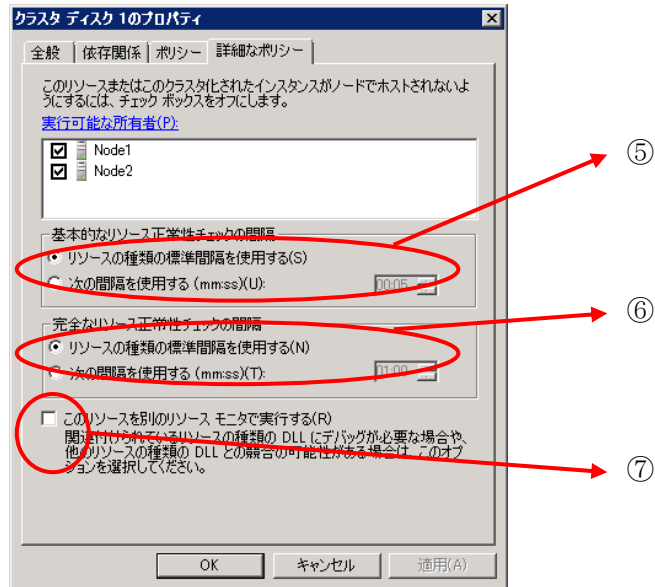 クラスタ ディスク 1のプロパティ
全般 依存関係 ポリシー 詳細なポリシー
このリソースまたはこのクラスタ化されたインスタンスがノードでホストされないよ
うにするには、チェック ボックスをオフにします。
実行可能な所有者(P):
Node1
Node2
⑤
基本的なリソース正常性チェックの間隔
リソースの種類の標準間隔を使用する(S)
次の間隔を使用する (mm:ss)(U): 00:05
⑥
完全なリソース正常性チェックの間隔
リソースの種類の標準間隔を使用する(N)
次の間隔を使用する (mm:ss)(T): 01:00
このリソースを別のリソース モニタで実行する(R)
関連付けられているリソースの種類の DLL にデバッグが必要な場合や、
他のリソースの種類の DLL との競合の可能性がある場合は、このオプ
ションを選択してください。
⑦
OK キャンセル 適用(A)